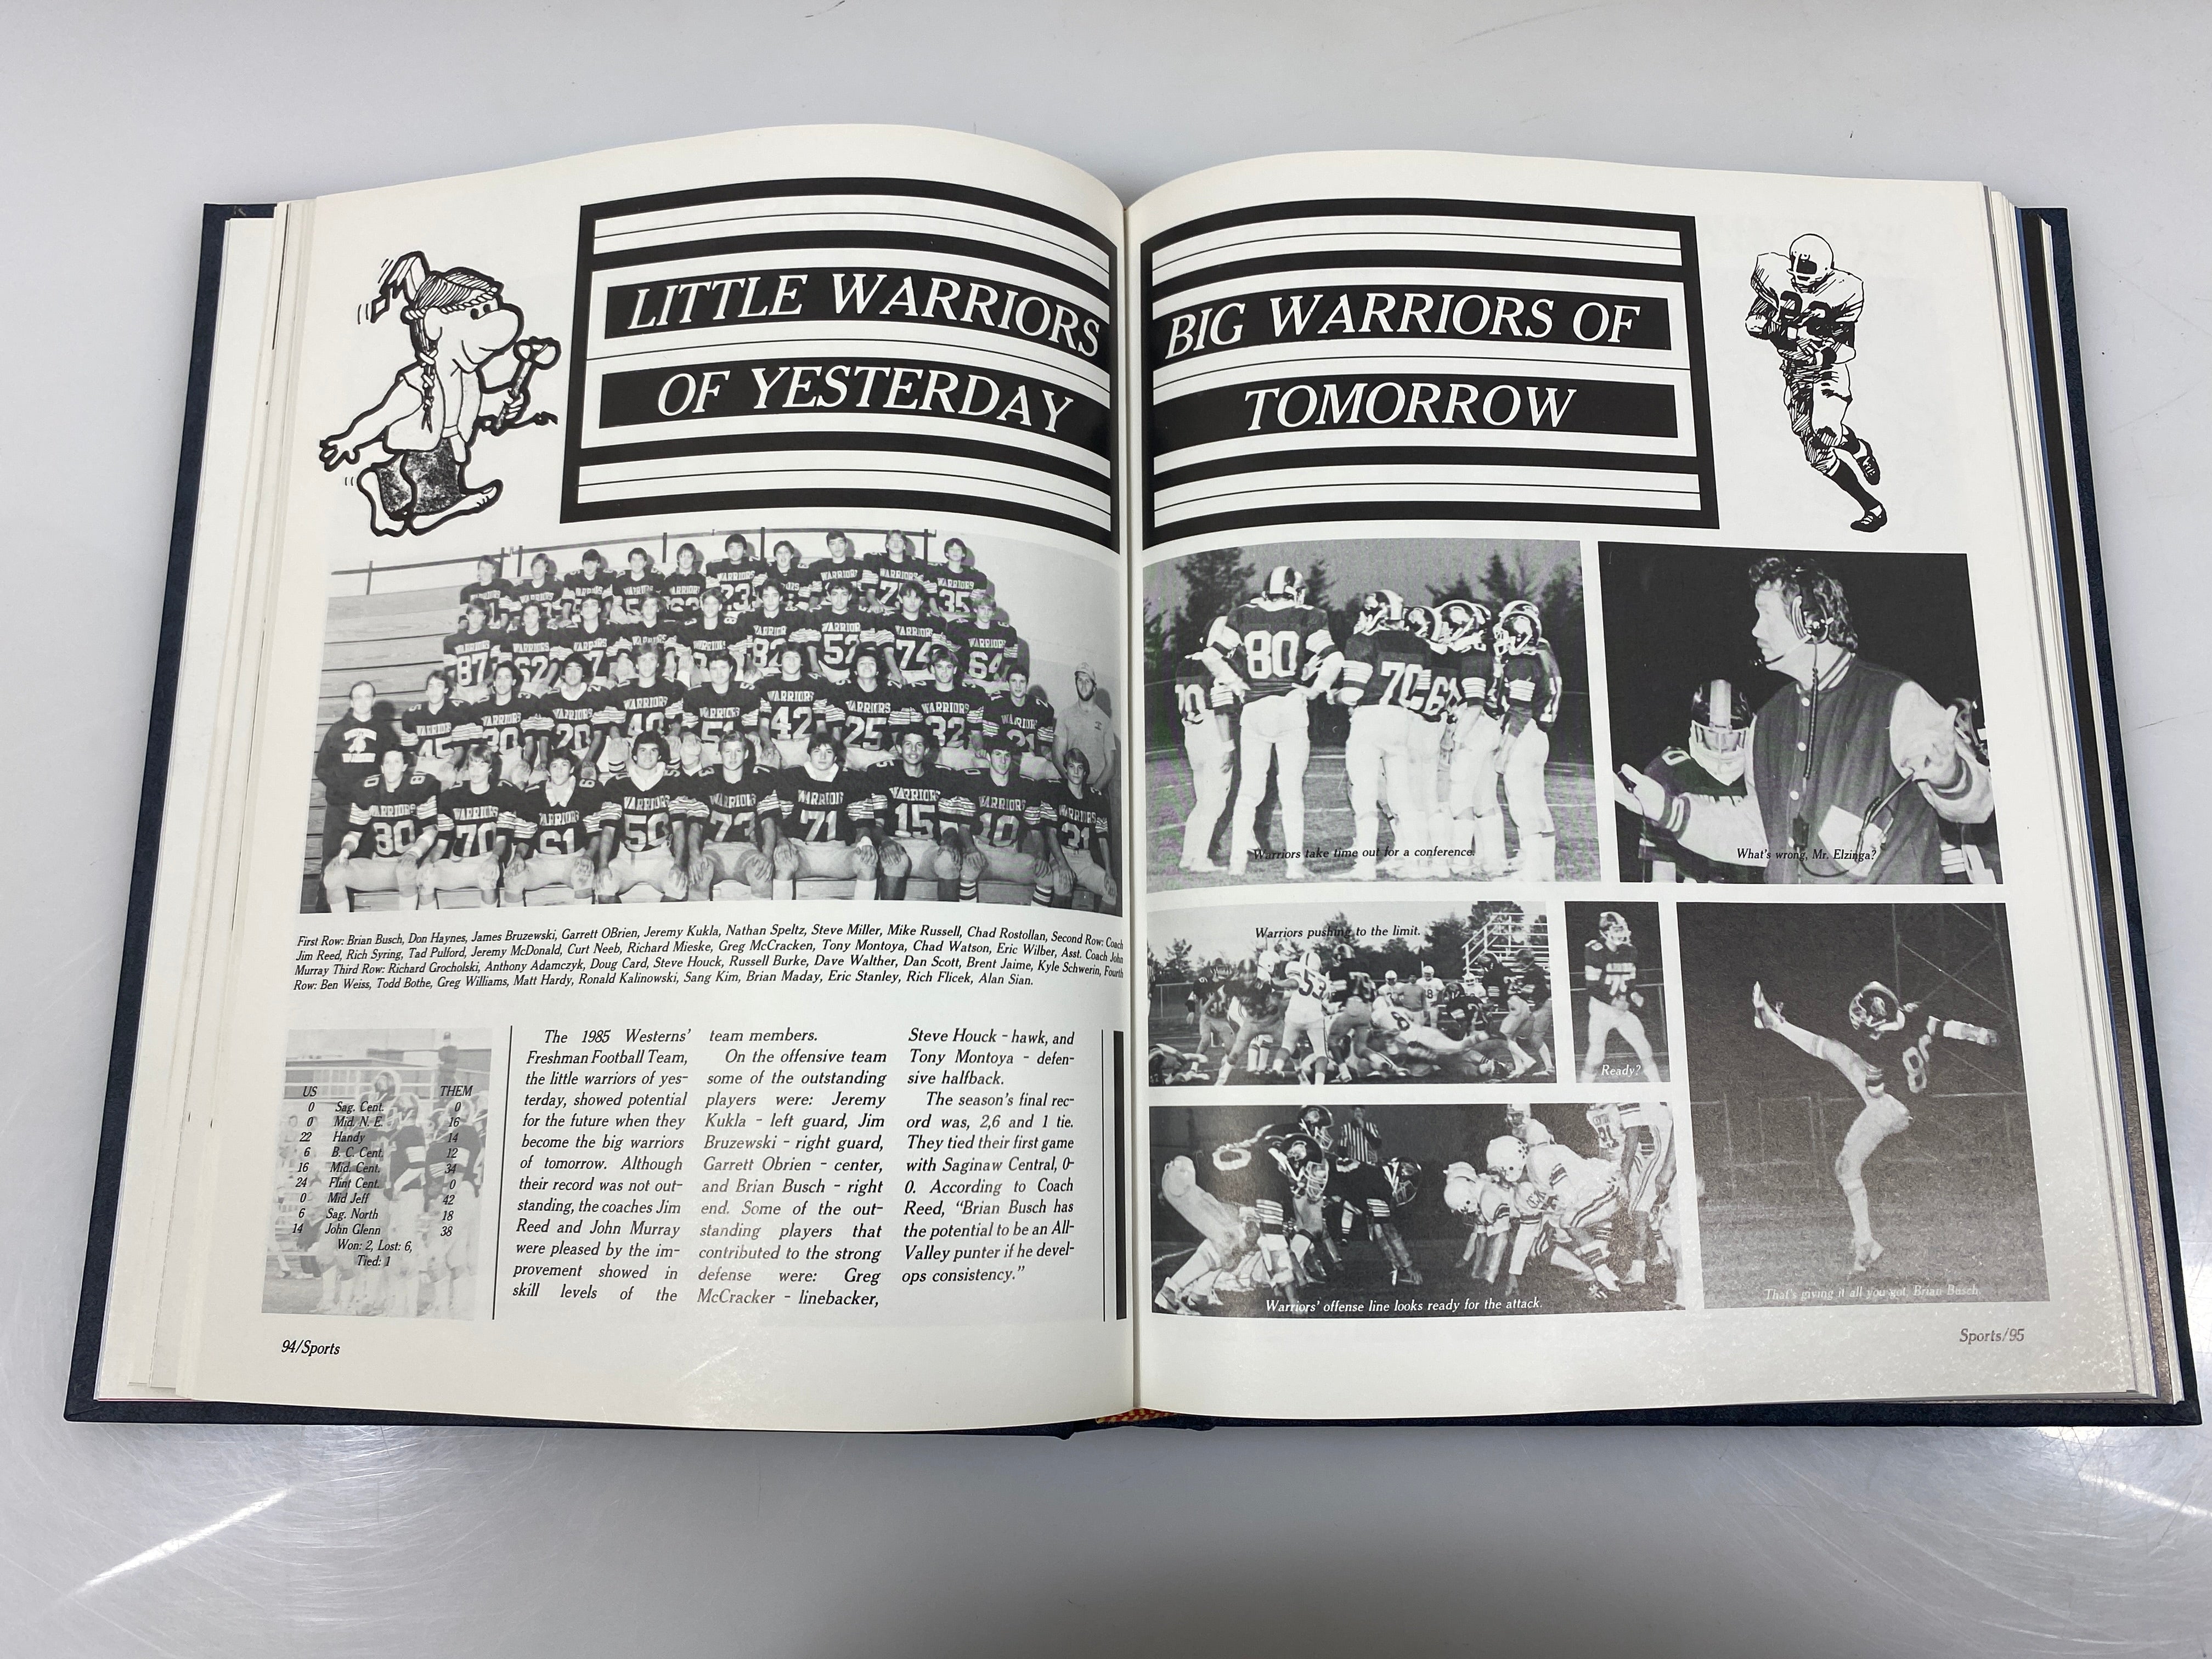 LITTLE WARRIORS
OF YESTERDAY
BIG WARRIORS OF
TOMORROW
First Row: Brian Busch, Don Haynes, James Bruzewski, Garrett OBrien, Jeremy Kukla, Nathan Speltz, Steve Miller, Mike Russell, Chad Rostollan, Second Row: Coach
Jim Reed, Rich Syring, Tad Pulford, Jeremy McDonald, Curt Neeb, Richard Mieske, Greg McCracken, Tony Montoya, Chad Watson, Eric Wilber, Asst. Coach John
Murray Third Row: Richard Grocholski, Anthony Adamczyk, Doug Card, Steve Houck, Russell Burke, Dave Walther, Dan Scott, Brent Jaime, Kyle Schwerin, Fourth
Row: Ben Weiss, Todd Bothe, Greg Williams, Matt Hardy, Ronald Kalinowski, Sang Kim, Brian Maday, Eric Stanley, Rich Flicek, Alan Sian.
US THEM
0 Sag. Cent. 0
0 Mid. N. E. 16
22 Handy 14
6 B. C. Cent. 12
16 Mid. Cent. 34
24 Flint Cent. 0
0 Mid Jeff 42
6 Sag. North 18
14 John Glenn 38
Won: 2, Lost: 6,
Tied: 1
The 1985 Westerns'
Freshman Football Team,
the little warriors of yes-
terday, showed potential
for the future when they
become the big warriors
of tomorrow. Although
their record was not out-
standing, the coaches Jim
Reed and John Murray
were pleased by the im-
provement showed in
skill levels of the
team members.
On the offensive team
some of the outstanding
players were: Jeremy
Kukla - left guard, Jim
Bruzewski - right guard,
Garrett Obrien - center,
and Brian Busch - right
end. Some of the out-
standing players that
contributed to the strong
defense were: Greg
McCracker - linebacker,
Steve Houck - hawk, and
Tony Montoya - defen-
sive halfback.
The season's final rec-
ord was, 2,6 and 1 tie.
They tied their first game
with Saginaw Central, 0-
0. According to Coach
Reed, "Brian Busch has
the potential to be an All-
Valley punter if he devel-
ops consistency."
94/Sports
80
70
Warriors take time out for a conference.
What's wrong, Mr. Elzinga?
Warriors pushing to the limit.
53
Ready?
Warriors' offense line looks ready for the attack.
That's giving it all you got, Brian Busch.
Sports/95